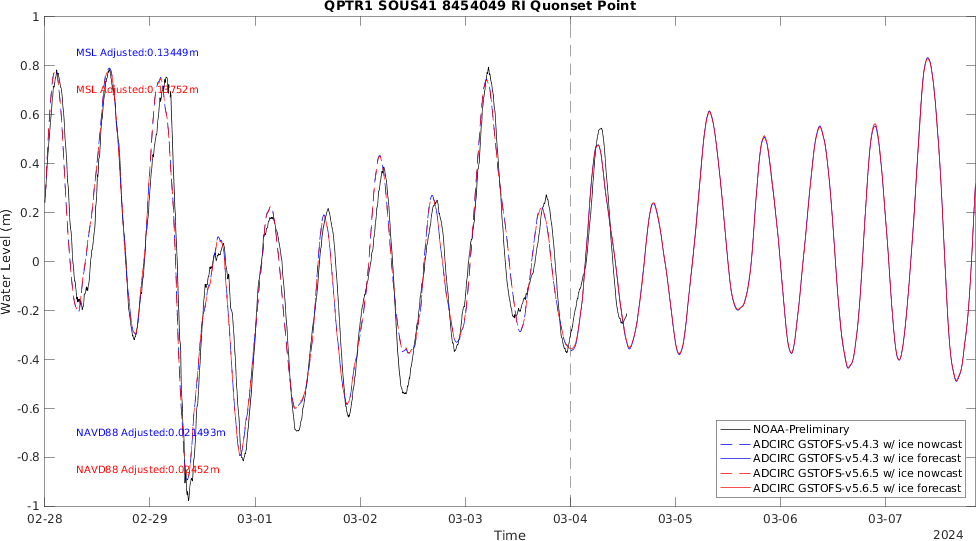 QPTR1 SOUS41 8454049 RI Quonset Point
1
0.8
0.6
0.4
0.2
0
-0.2
-0.4
-0.6
-0.8
-1
Water Level (m)
MSL Adjusted:0.13449m
MSL Adjusted:
NAVD88 Adjusted:0.021493m
NAVD88 Adjusted:
NOAA-Preliminary
ADCIRC GSTOFS-v5.4.3 w/ ice nowcast
ADCIRC GSTOFS-v5.4.3 w/ ice forecast
ADCIRC GSTOFS-v5.6.5 w/ ice nowcast
ADCIRC GSTOFS-v5.6.5 w/ ice forecast
02-28 02-29 03-01 03-02 03-03 03-04 03-05 03-06 03-07
Time
2024